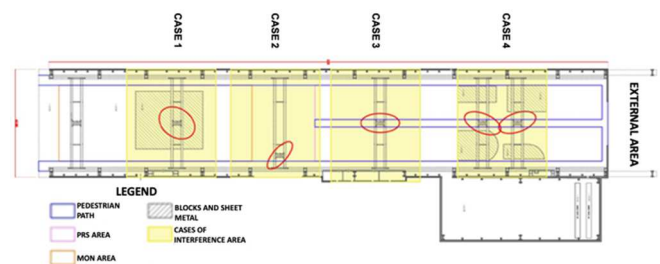 CASE 1
CASE 2
CASE 3
CASE 4
EXTERNAL AREA
LEGEND
PEDESTRIAN
PATH
BLOCKS AND SHEET
METAL
PRS AREA
CASES OF
INTERFERENCE AREA
MON AREA